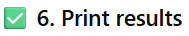 ✅ 6. Print results